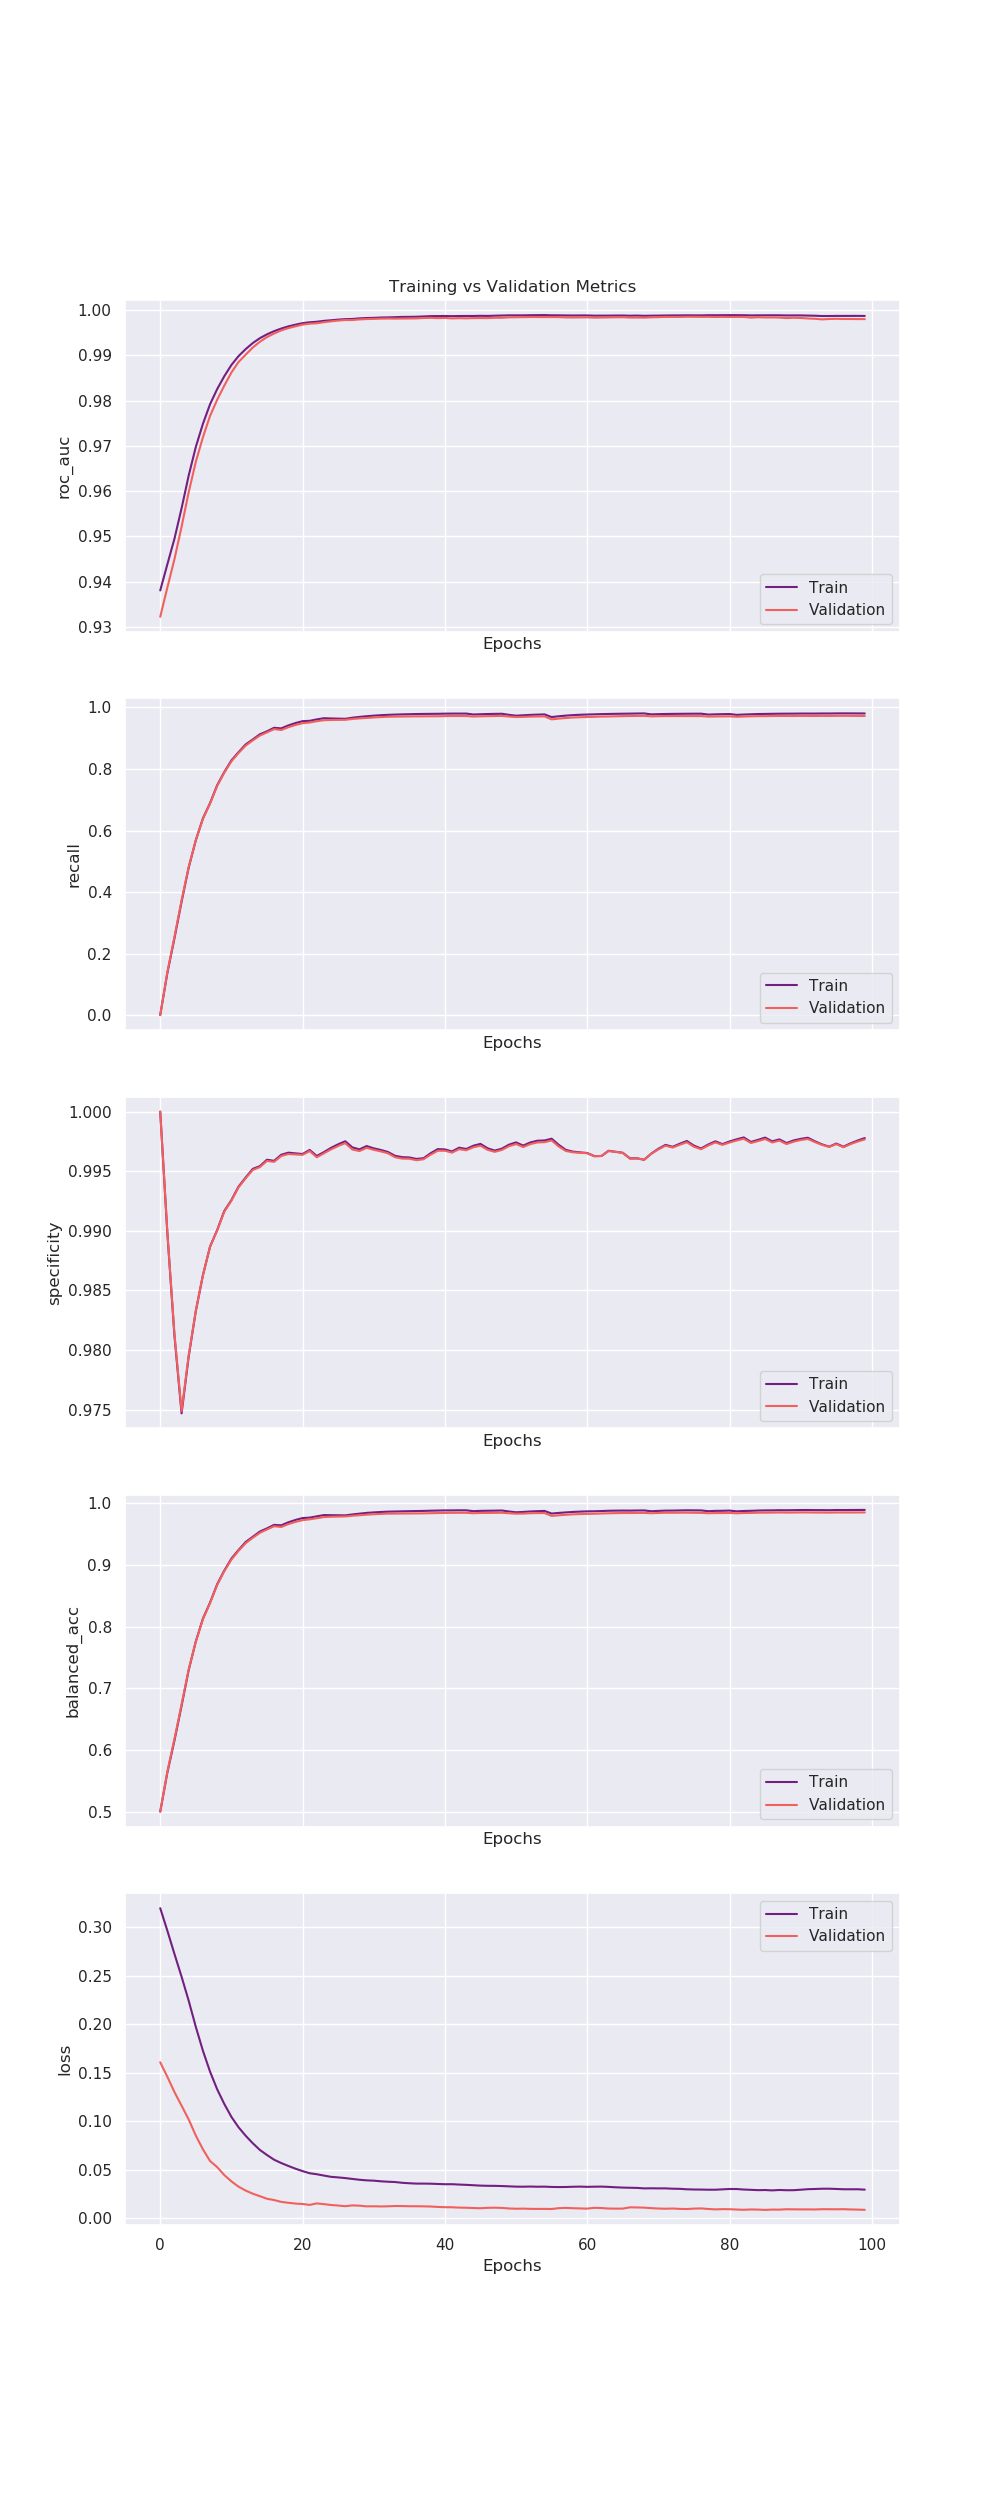 Training vs Validation Metrics
1.00
0.99
0.98
0.97
0.96
0.95
0.94
0.93
roc_auc
Train
Validation
Epochs
1.0
0.8
0.6
0.4
0.2
0.0
recall
Train
Validation
Epochs
1.000
0.995
0.990
0.985
0.980
0.975
specificity
Train
Validation
Epochs
1.0
0.9
0.8
0.7
0.6
0.5
balanced_acc
Train
Validation
Epochs
0.30
0.25
0.20
0.15
0.10
0.05
0.00
loss
Train
Validation
0 20 40 60 80 100
Epochs